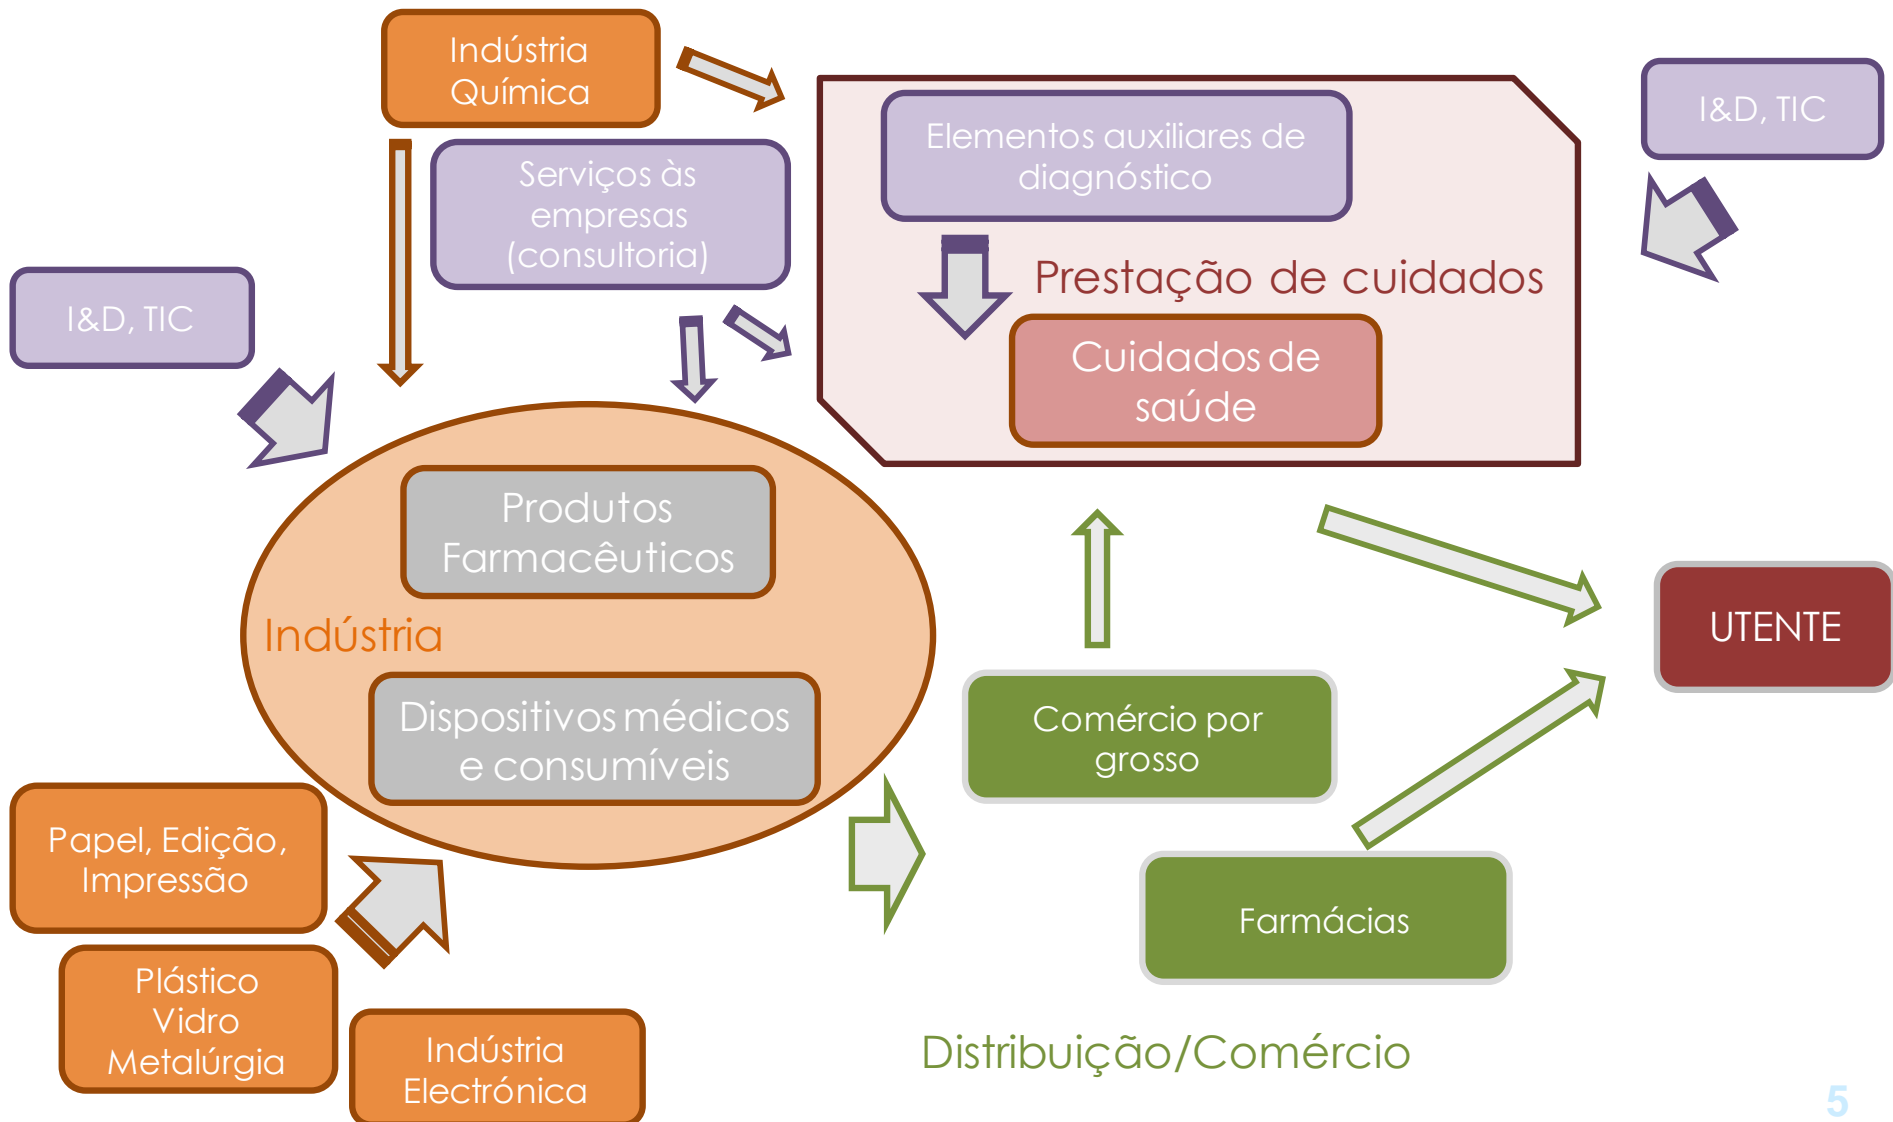 Indústria
Química
I&D, TIC
Elementos auxiliares de
diagnóstico
Serviços às
empresas
(consultoria)
Prestação de cuidados
I&D, TIC
Cuidados de
saúde
Produtos
Farmacêuticos
Indústria
UTENTE
Dispositivos médicos
e consumíveis
Comércio por
grosso
Papel, Edição,
Impressão
Farmácias
Plástico
Vidro
Metalúrgia
Indústria
Electrónica
Distribuição/Comércio
5